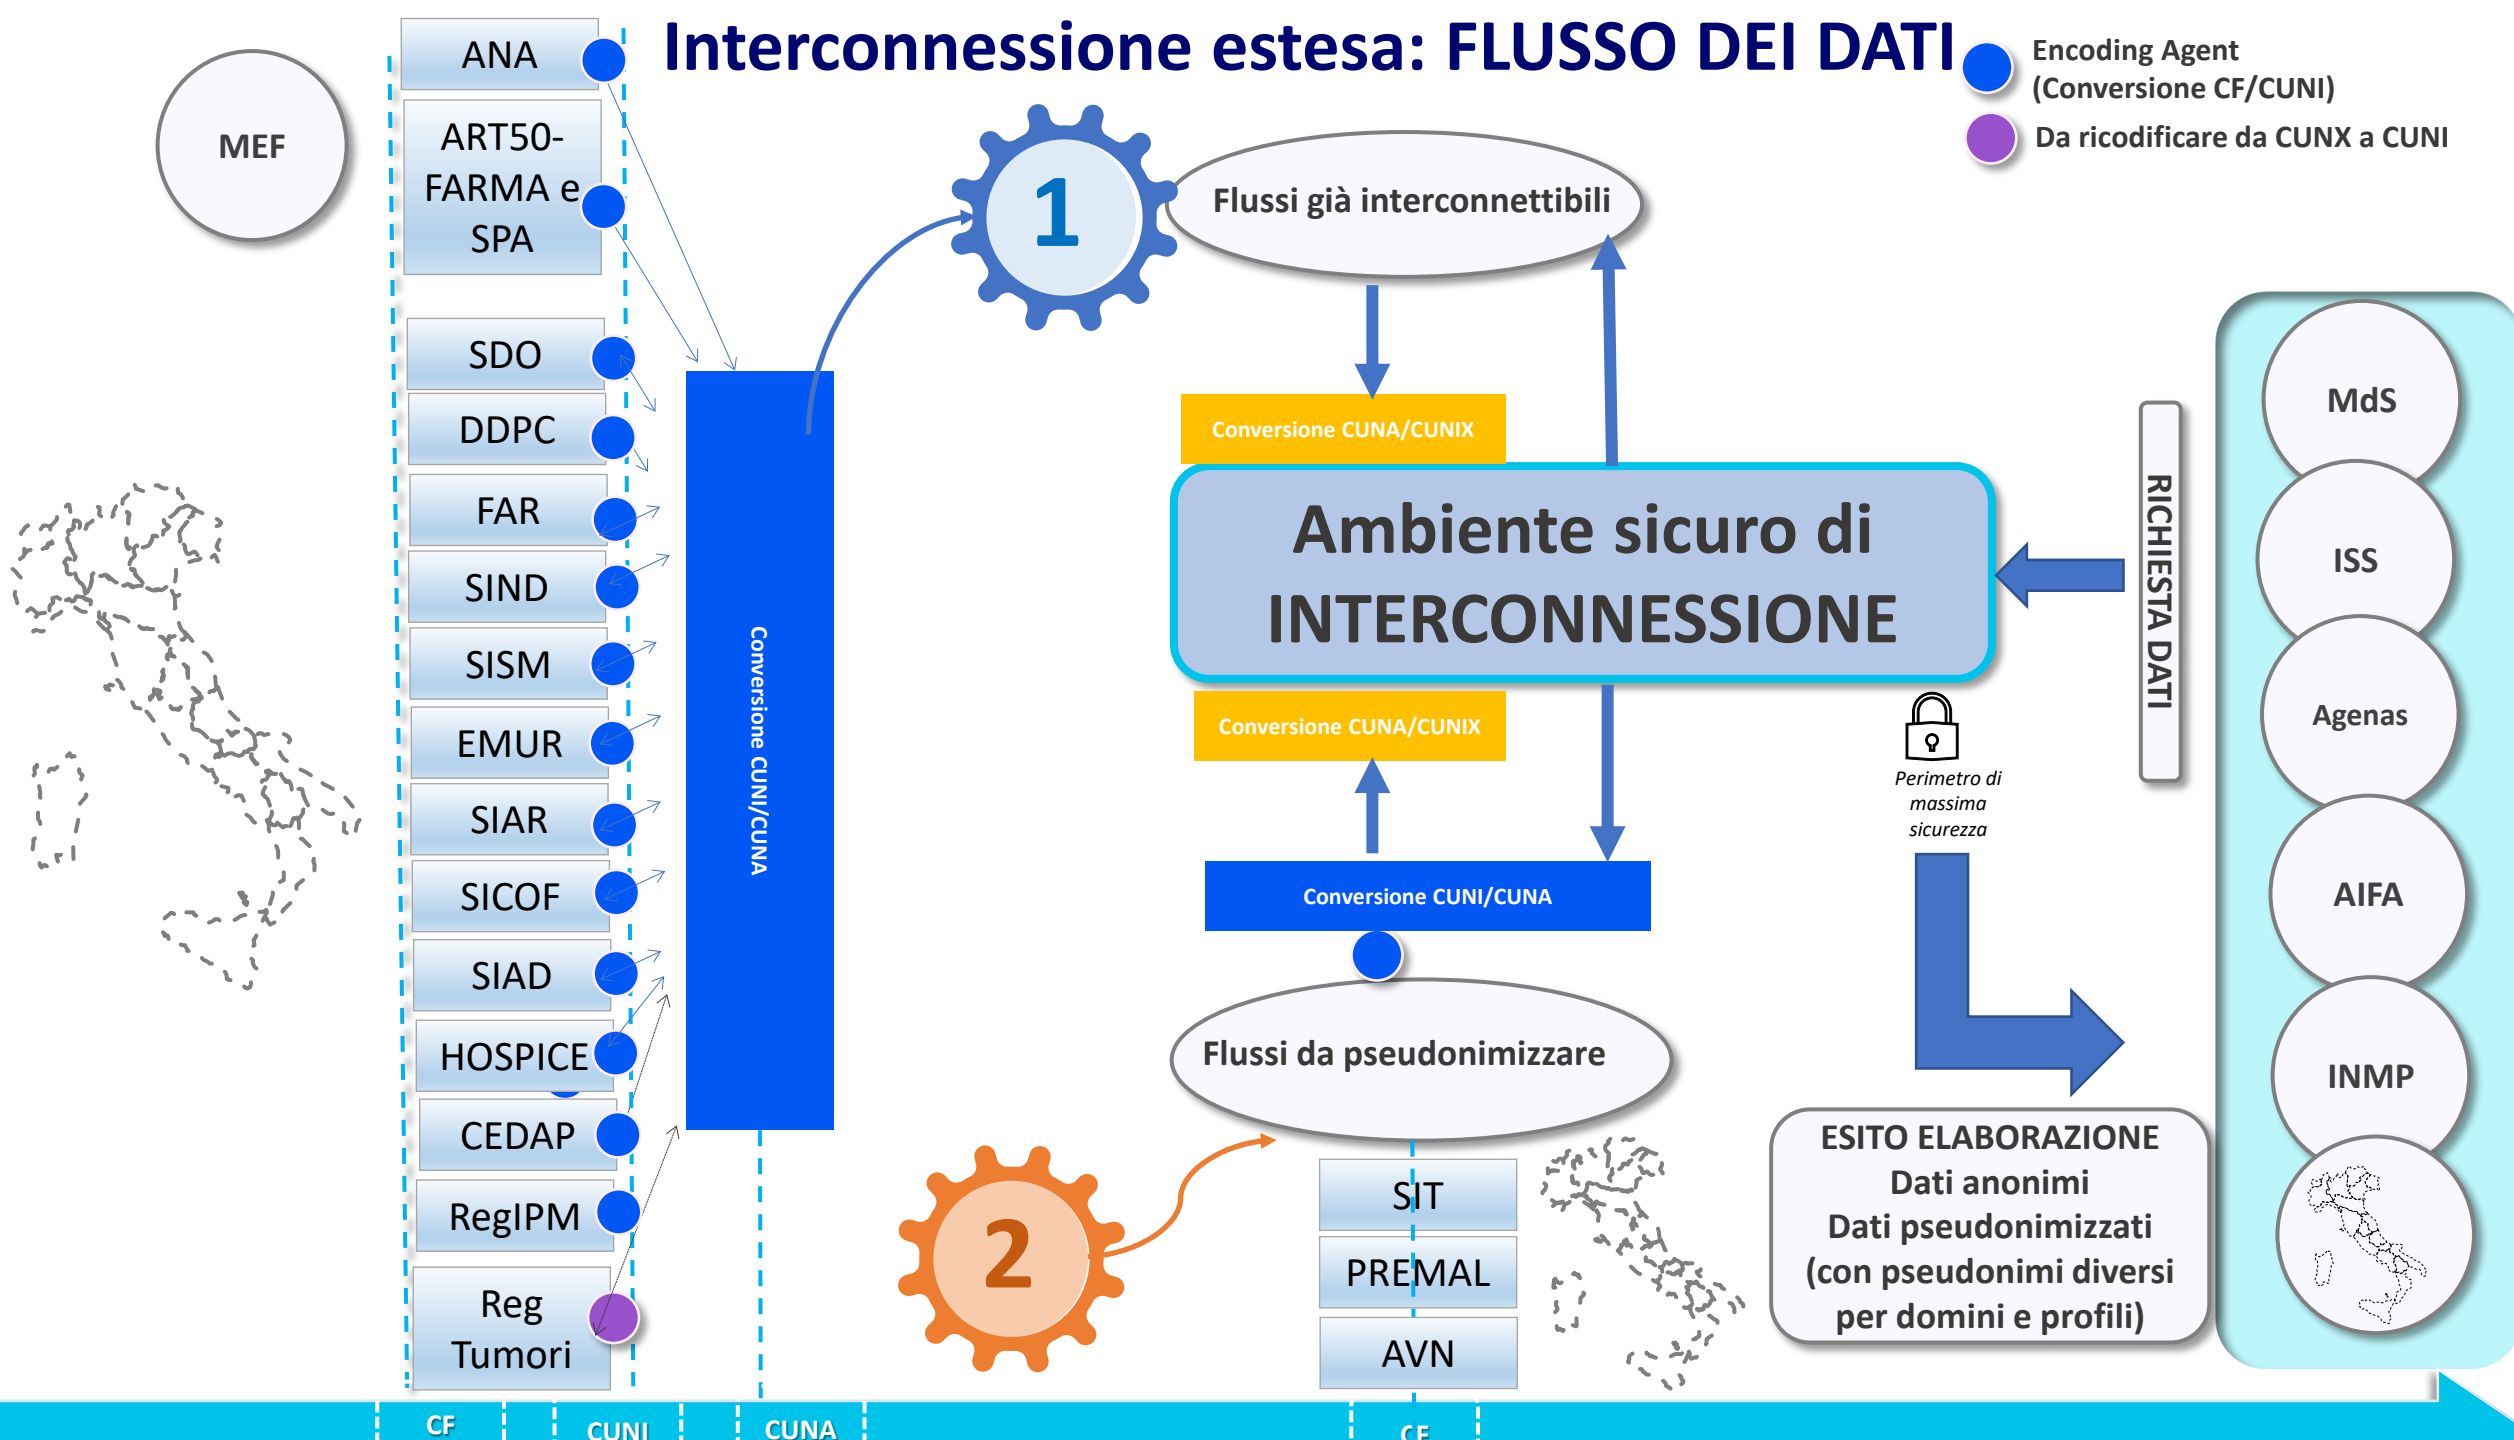 Interconnessione estesa: FLUSSO DEI DATI
Encoding Agent
(Conversione CF/CUNI)
Da ricodificare da CUNX a CUNI
MEF
ANA
ART50-
FARMA e
SPA
SDO
DDPC
FAR
SIND
SISM
EMUR
SIAR
SICOF
SIAD
HOSPICE
CEDAP
RegIPM
Reg
Tumori
Conversione CUNI/CUNA
1
Flussi già interconnettibili
Conversione CUNA/CUNIX
Ambiente sicuro di
INTERCONNESSIONE
Conversione CUNA/CUNIX
Conversione CUNI/CUNA
Flussi da pseudonimizzare
2
SIT
PREMAL
AVN
RICHIESTA DATI
Perimetro di
massima
sicurezza
ESITO ELABORAZIONE
Dati anonimi
Dati pseudonimizzati
(con pseudonimi diversi
per domini e profili)
MdS
ISS
Agenas
AIFA
INMP
CF
CUNI
CUNA
CF